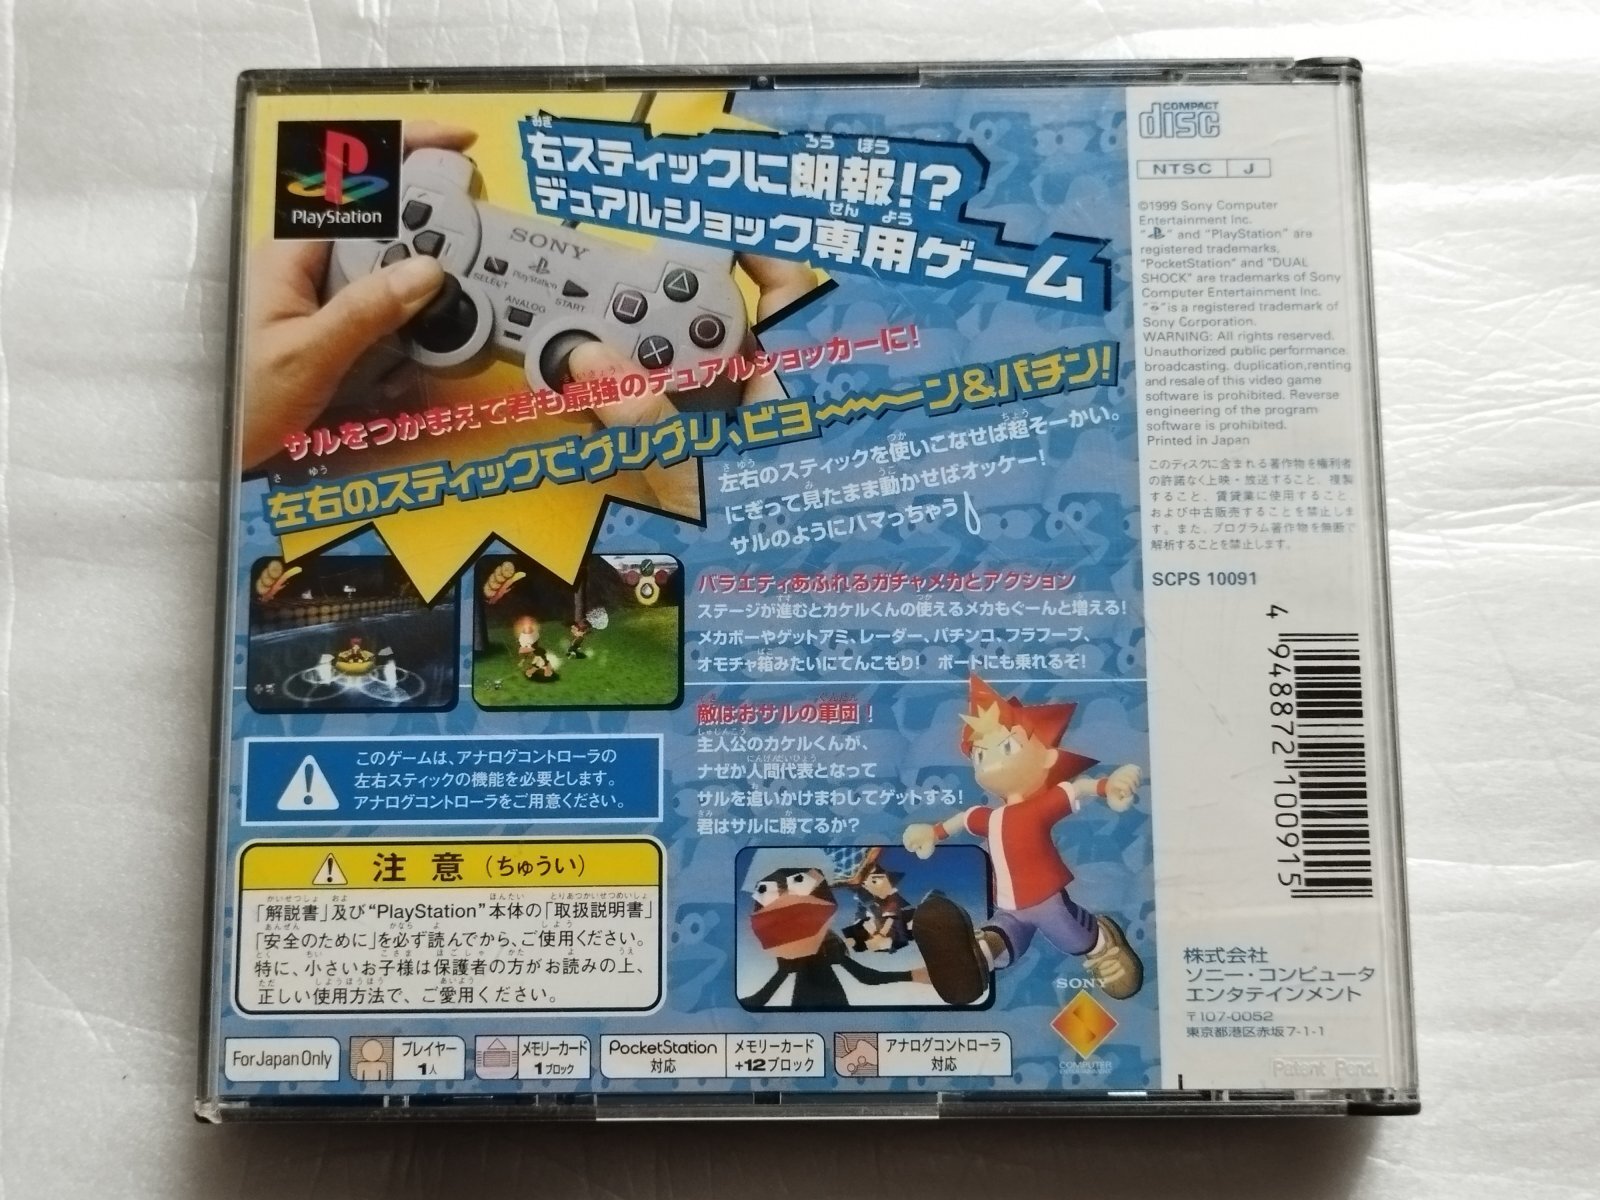 PlayStation
右スティックに朗報!?
みぎ
ろう ほう
デュアルショック専用ゲーム
せん よう
SONY
SELECT
PlayStation
START
ANALOG
サルをつかまえて君も最強のデュアルショッカーに!
左右のスティックでグリグリ、ビヨ〜〜〜ーン&パチン!
さ ゆう
左右のスティックを使いこなせば超そーかい。
にぎって見たまま動かせばオッケー!
サルのようにハマっちゃう
バラエティあふれるガチャメカとアクション
ステージが進むとカケルくんの使えるメカもぐーんと増える!
メカボーやゲットアミ、レーダー、パチンコ、フラフープ、
オモチャ箱みたいにてんこもり! ボートにも乗れるぞ!
敵はおサルの軍団!
主人公のカケルくんが、
ナゼか人間代表となって
サルを追いかけまわしてゲットする!
君はサルに勝てるか?
このゲームは、アナログコントローラの
左右スティックの機能を必要とします。
アナログコントローラをご用意ください。
注意(ちゅうい)
「解説書」及び“PlayStation”本体の「取扱説明書」
「安全のために」を必ず読んでから、ご使用ください。
特に、小さいお子様は保護者の方がお読みの上、
正しい使用方法で、ご愛用ください。
For Japan Only
プレイヤー
1人
メモリーカード
1ブロック
PocketStation
対応
メモリーカード
+12ブロック
アナログコントローラ
対応
SONY
COMPUTER
ENTERTAINMENT
COMPACT
disc
NTSC J
©1999 Sony Computer
Entertainment Inc.
" " and "PlayStation" are
registered trademarks,
"PocketStation" and "DUAL
SHOCK" are trademarks of Sony
Computer Entertainment Inc.
" " is a registered trademark of
Sony Corporation.
WARNING: All rights reserved.
Unauthorized public performance.
broadcasting. duplication,renting
and resale of this video game
software is prohibited. Reverse
engineering of the program
software is prohibited.
Printed in Japan
このディスクに含まれる著作物を権利者
の許諾なく上映・放送すること、複製
すること、賃貸業に使用すること、
および中古販売することを禁止しま
す。また、プログラム著作物を無断で
解析することを禁止します。
SCPS 10091
4 948872 100915
株式会社
ソニー・コンピュータ
エンタテインメント
〒107-0052
東京都港区赤坂7-1-1
Patent Pend.